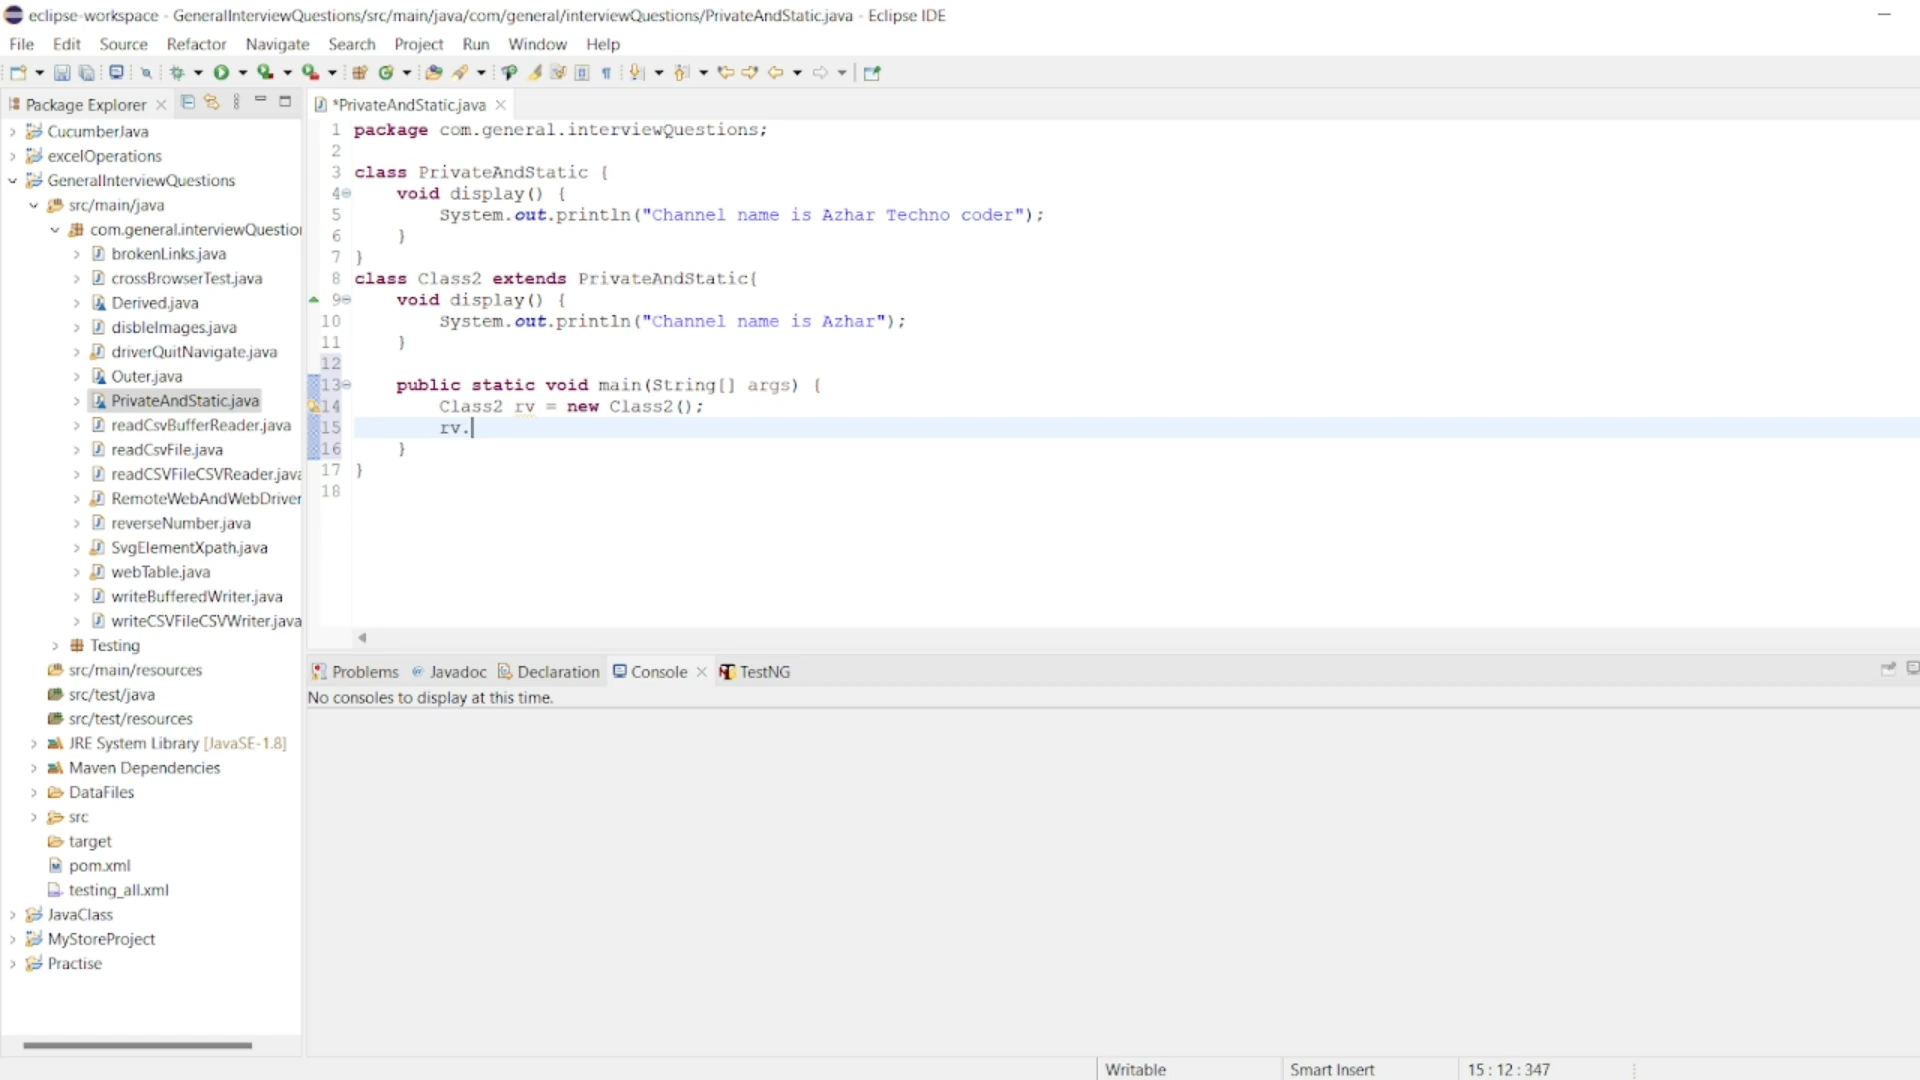 eclipse-workspace - GeneralInterviewQuestions/src/main/java/com/general/interviewQuestions/PrivateAndStatic.java - Eclipse IDE
File Edit Source Refactor Navigate Search Project Run Window Help
Package Explorer
*PrivateAndStatic.java
CucumberJava
excelOperations
GeneralInterviewQuestions
src/main/java
com.general.interviewQuestion
brokenLinks.java
crossBrowserTest.java
Derived.java
disbleImages.java
driverQuitNavigate.java
Outer.java
PrivateAndStatic.java
readCsvBufferReader.java
readCsvFile.java
readCSVFileCSVReader.java
RemoteWebAndWebDriver
reverseNumber.java
SvgElementXpath.java
webTable.java
writeBufferedWriter.java
writeCSVFileCSVWriter.java
Testing
src/main/resources
src/test/java
src/test/resources
JRE System Library [JavaSE-1.8]
Maven Dependencies
DataFiles
src
target
pom.xml
testing_all.xml
JavaClass
MyStoreProject
Practise
1 package com.general.interviewQuestions;
2
3 class PrivateAndStatic {
4 void display() {
5 System.out.println("Channel name is Azhar Techno coder");
6 }
7 }
8 class Class2 extends PrivateAndStatic{
9 void display() {
10 System.out.println("Channel name is Azhar");
11 }
12
13 public static void main(String[] args) {
14 Class2 rv = new Class2();
15 rv.
16 }
17 }
18
Problems Javadoc Declaration Console TestNG
No consoles to display at this time.
Writable Smart Insert 15 : 12 : 347